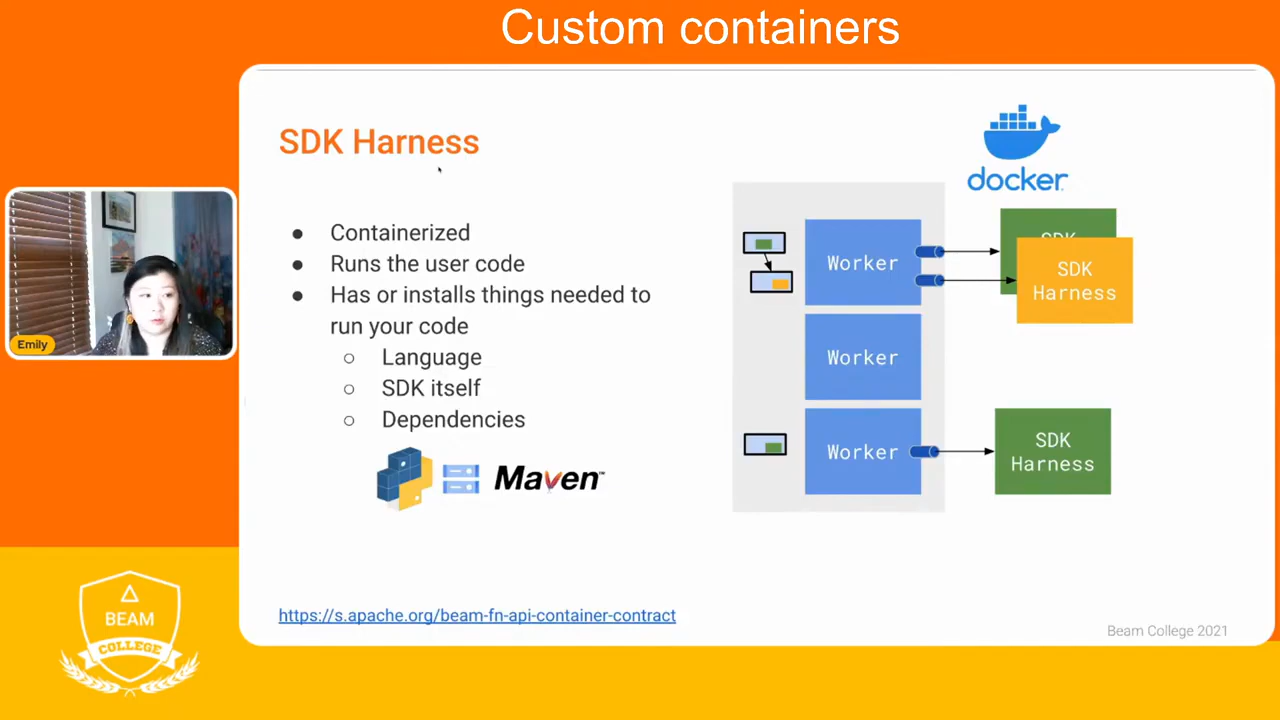 Custom containers
SDK Harness
● Containerized
● Runs the user code
● Has or installs things needed to
run your code
○ Language
○ SDK itself
○ Dependencies
Maven™
https://s.apache.org/beam-fn-api-container-contract
docker
Worker
SDK
SDK
Harness
Worker
Worker
SDK
Harness
Beam College 2021
Emily
BEAM
COLLEGE